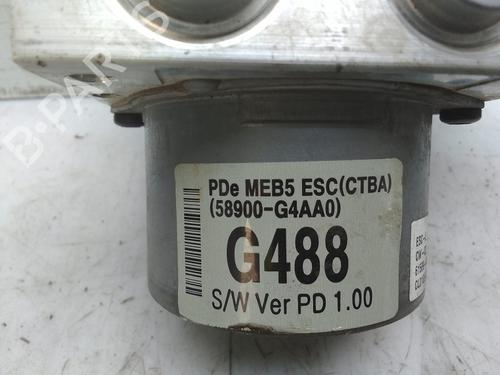 B-PARTS
PDe MEB5 ESC(CTBA)
(58900-G4AA0)
G488
S/W Ver PD 1.00